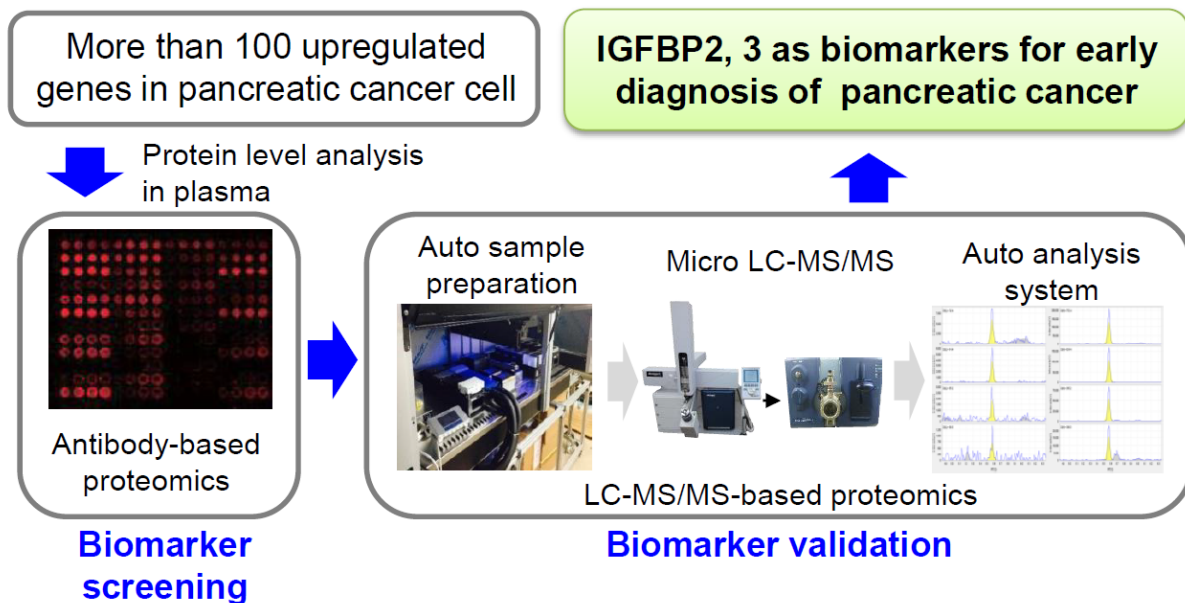 More than 100 upregulated
genes in pancreatic cancer cell
IGFBP2, 3 as biomarkers for early
diagnosis of pancreatic cancer
Protein level analysis
in plasma
Antibody-based
proteomics
Biomarker
screening
Auto sample
preparation
Micro LC-MS/MS
Auto analysis
system
LC-MS/MS-based proteomics
Biomarker validation